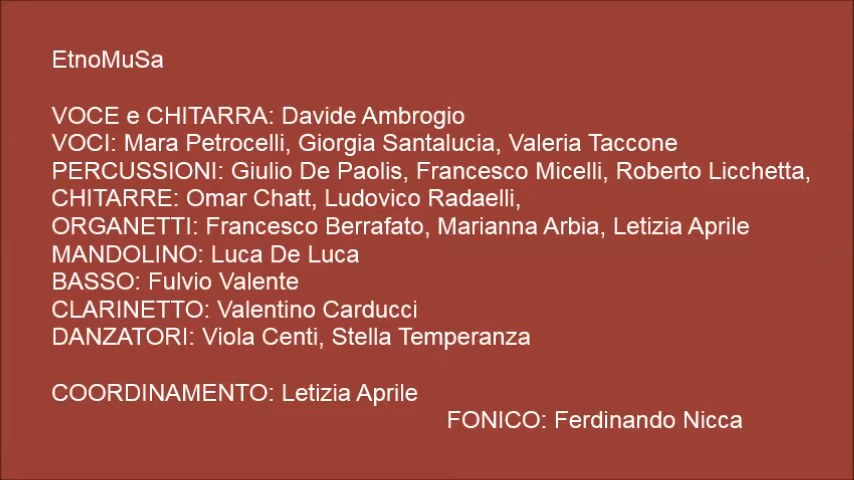 EtnoMuSa
VOCE e CHITARRA: Davide Ambrogio
VOCI: Mara Petrocelli, Giorgia Santalucia, Valeria Taccone
PERCUSSIONI: Giulio De Paolis, Francesco Micelli, Roberto Licchetta,
CHITARRE: Omar Chatt, Ludovico Radaelli,
ORGANETTI: Francesco Berrafato, Marianna Arbia, Letizia Aprile
MANDOLINO: Luca De Luca
BASSO: Fulvio Valente
CLARINETTO: Valentino Carducci
DANZATORI: Viola Centi, Stella Temperanza
COORDINAMENTO: Letizia Aprile
FONICO: Ferdinando Nicca